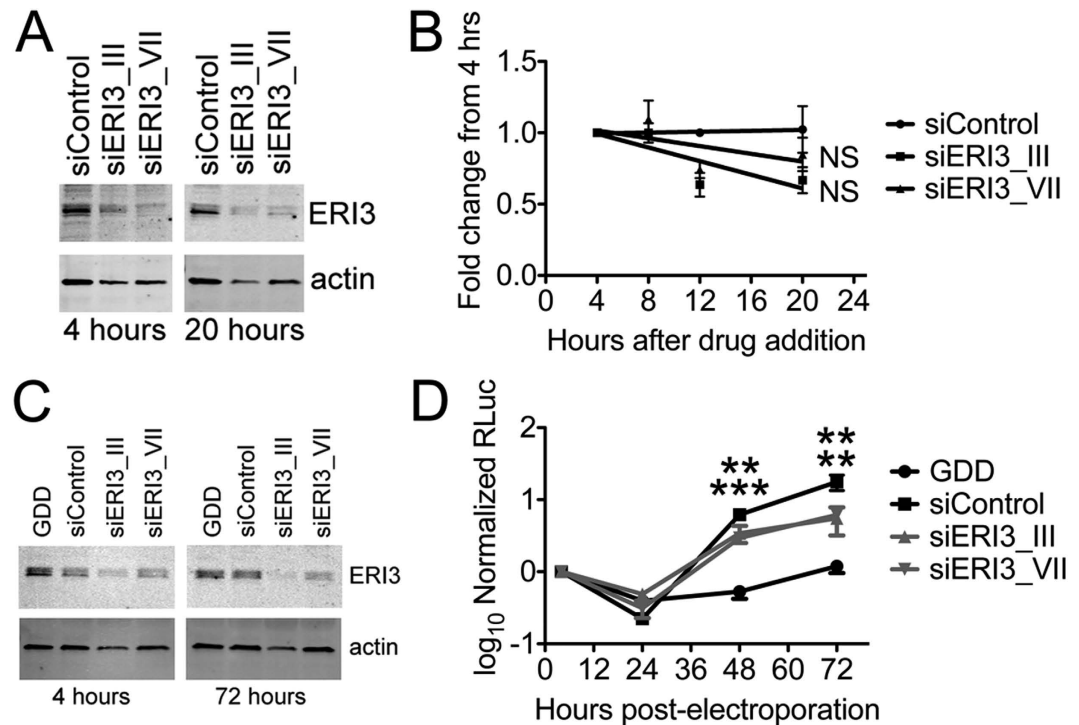 A
siControl
siERI3_III
siERI3_VII
siControl
siERI3_III
siERI3_VII
ERI3
actin
4 hours
20 hours
B
Fold change from 4 hrs
1.5
1.0
0.5
0.0
0 4 8 12 16 20 24
Hours after drug addition
NS
NS
siControl
siERI3_III
siERI3_VII
C
GDD
siControl
siERI3_III
siERI3_VII
GDD
siControl
siERI3_III
siERI3_VII
ERI3
actin
4 hours
72 hours
D
log10 Normalized RLuc
2
1
0
-1
0 12 24 36 48 60 72
Hours post-electroporation
**
***
**
**
GDD
siControl
siERI3_III
siERI3_VII